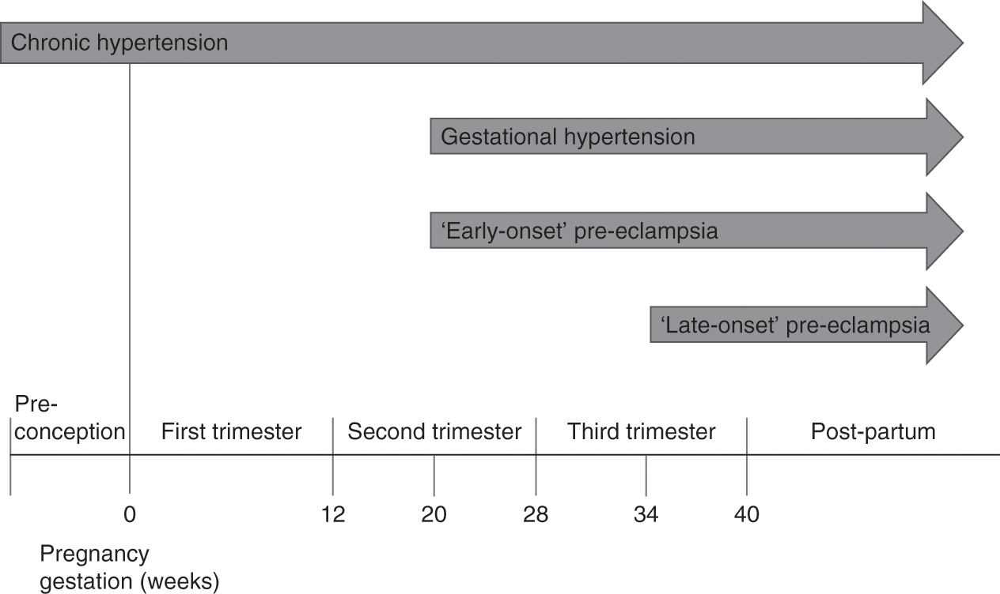 Chronic hypertension
Gestational hypertension
‘Early-onset’ pre-eclampsia
‘Late-onset’ pre-eclampsia
Pre-
conception
First trimester
Second trimester
Third trimester
Post-partum
0
12
20
28
34
40
Pregnancy
gestation (weeks)